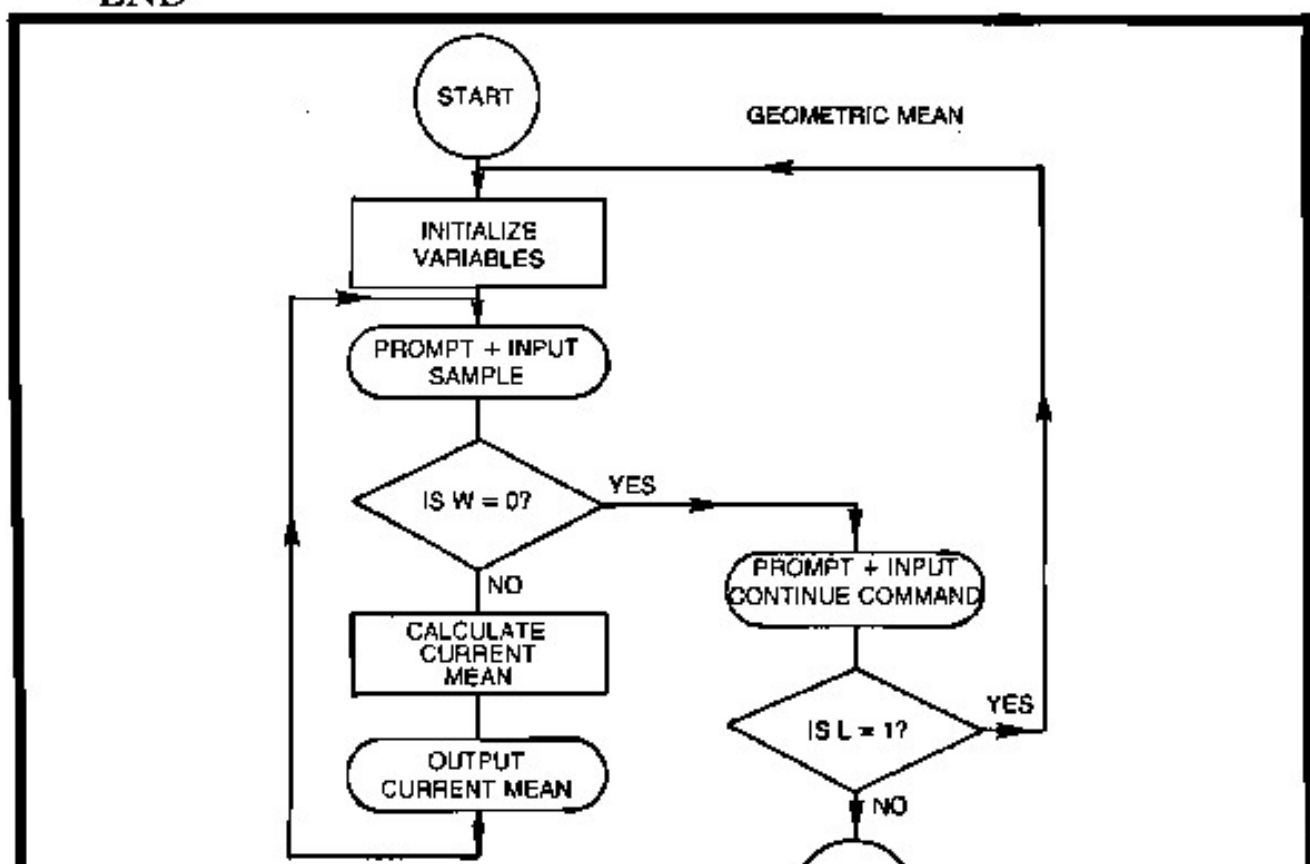 END
START
GEOMETRIC MEAN
INITIALIZE
VARIABLES
PROMPT + INPUT
SAMPLE
IS W = 0?
YES
NO
PROMPT + INPUT
CONTINUE COMMAND
CALCULATE
CURRENT
MEAN
IS L = 1?
YES
OUTPUT
CURRENT MEAN
NO